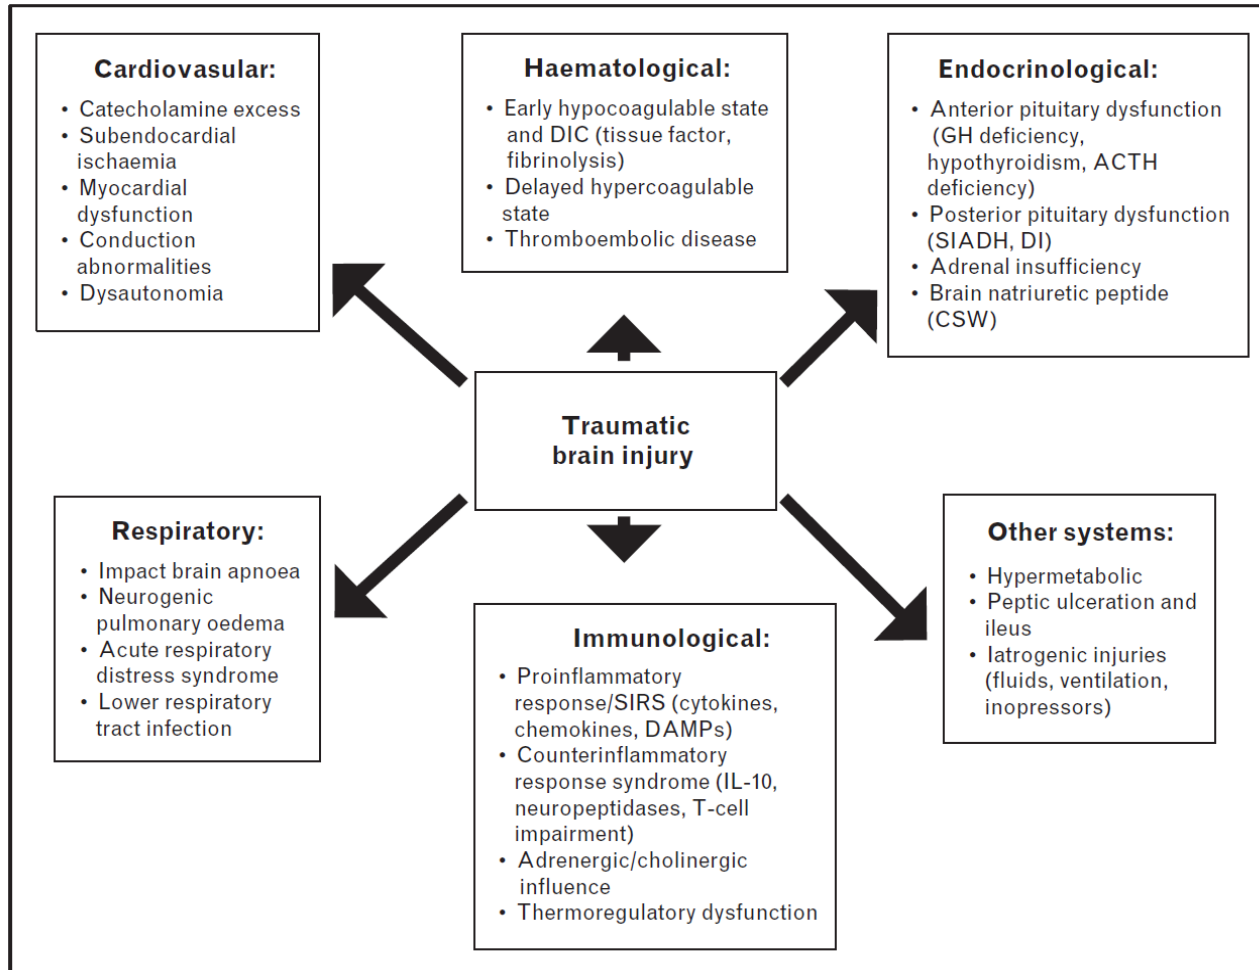 Cardiovasular:
• Catecholamine excess
• Subendocardial
ischaemia
• Myocardial
dysfunction
• Conduction
abnormalities
• Dysautonomia
Haematological:
• Early hypocoagulable state
and DIC (tissue factor,
fibrinolysis)
• Delayed hypercoagulable
state
• Thromboembolic disease
Endocrinological:
• Anterior pituitary dysfunction
(GH deficiency,
hypothyroidism, ACTH
deficiency)
• Posterior pituitary dysfunction
(SIADH, DI)
• Adrenal insufficiency
• Brain natriuretic peptide
(CSW)
Traumatic
brain injury
Respiratory:
• Impact brain apnoea
• Neurogenic
pulmonary oedema
• Acute respiratory
distress syndrome
• Lower respiratory
tract infection
Immunological:
• Proinflammatory
response/SIRS (cytokines,
chemokines, DAMPs)
• Counterinflammatory
response syndrome (IL-10,
neuropeptidases, T-cell
impairment)
• Adrenergic/cholinergic
influence
• Thermoregulatory dysfunction
Other systems:
• Hypermetabolic
• Peptic ulceration and
ileus
• Iatrogenic injuries
(fluids, ventilation,
inopressors)